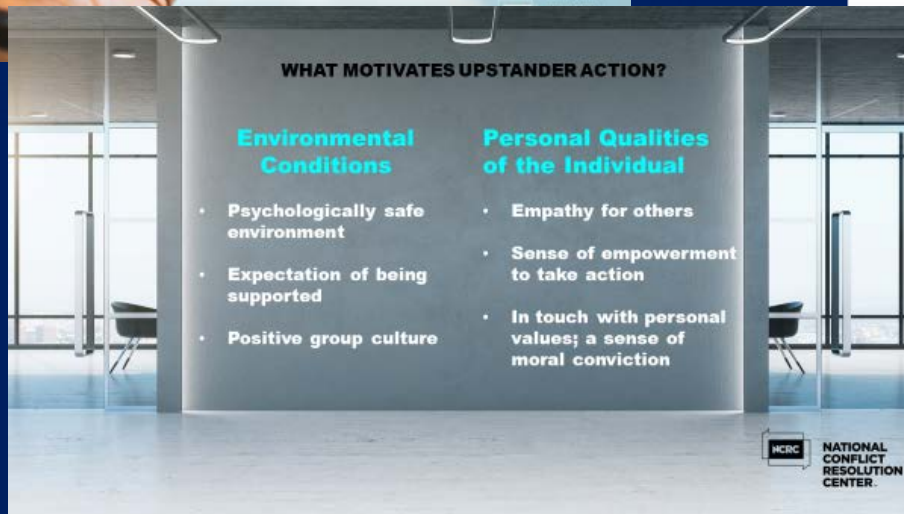 WHAT MOTIVATES UPSTANDER ACTION?
Environmental
Conditions
• Psychologically safe
environment
• Expectation of being
supported
• Positive group culture
Personal Qualities
of the Individual
• Empathy for others
• Sense of empowerment
to take action
• In touch with personal
values; a sense of
moral conviction
NCRC
NATIONAL
CONFLICT
RESOLUTION
CENTER